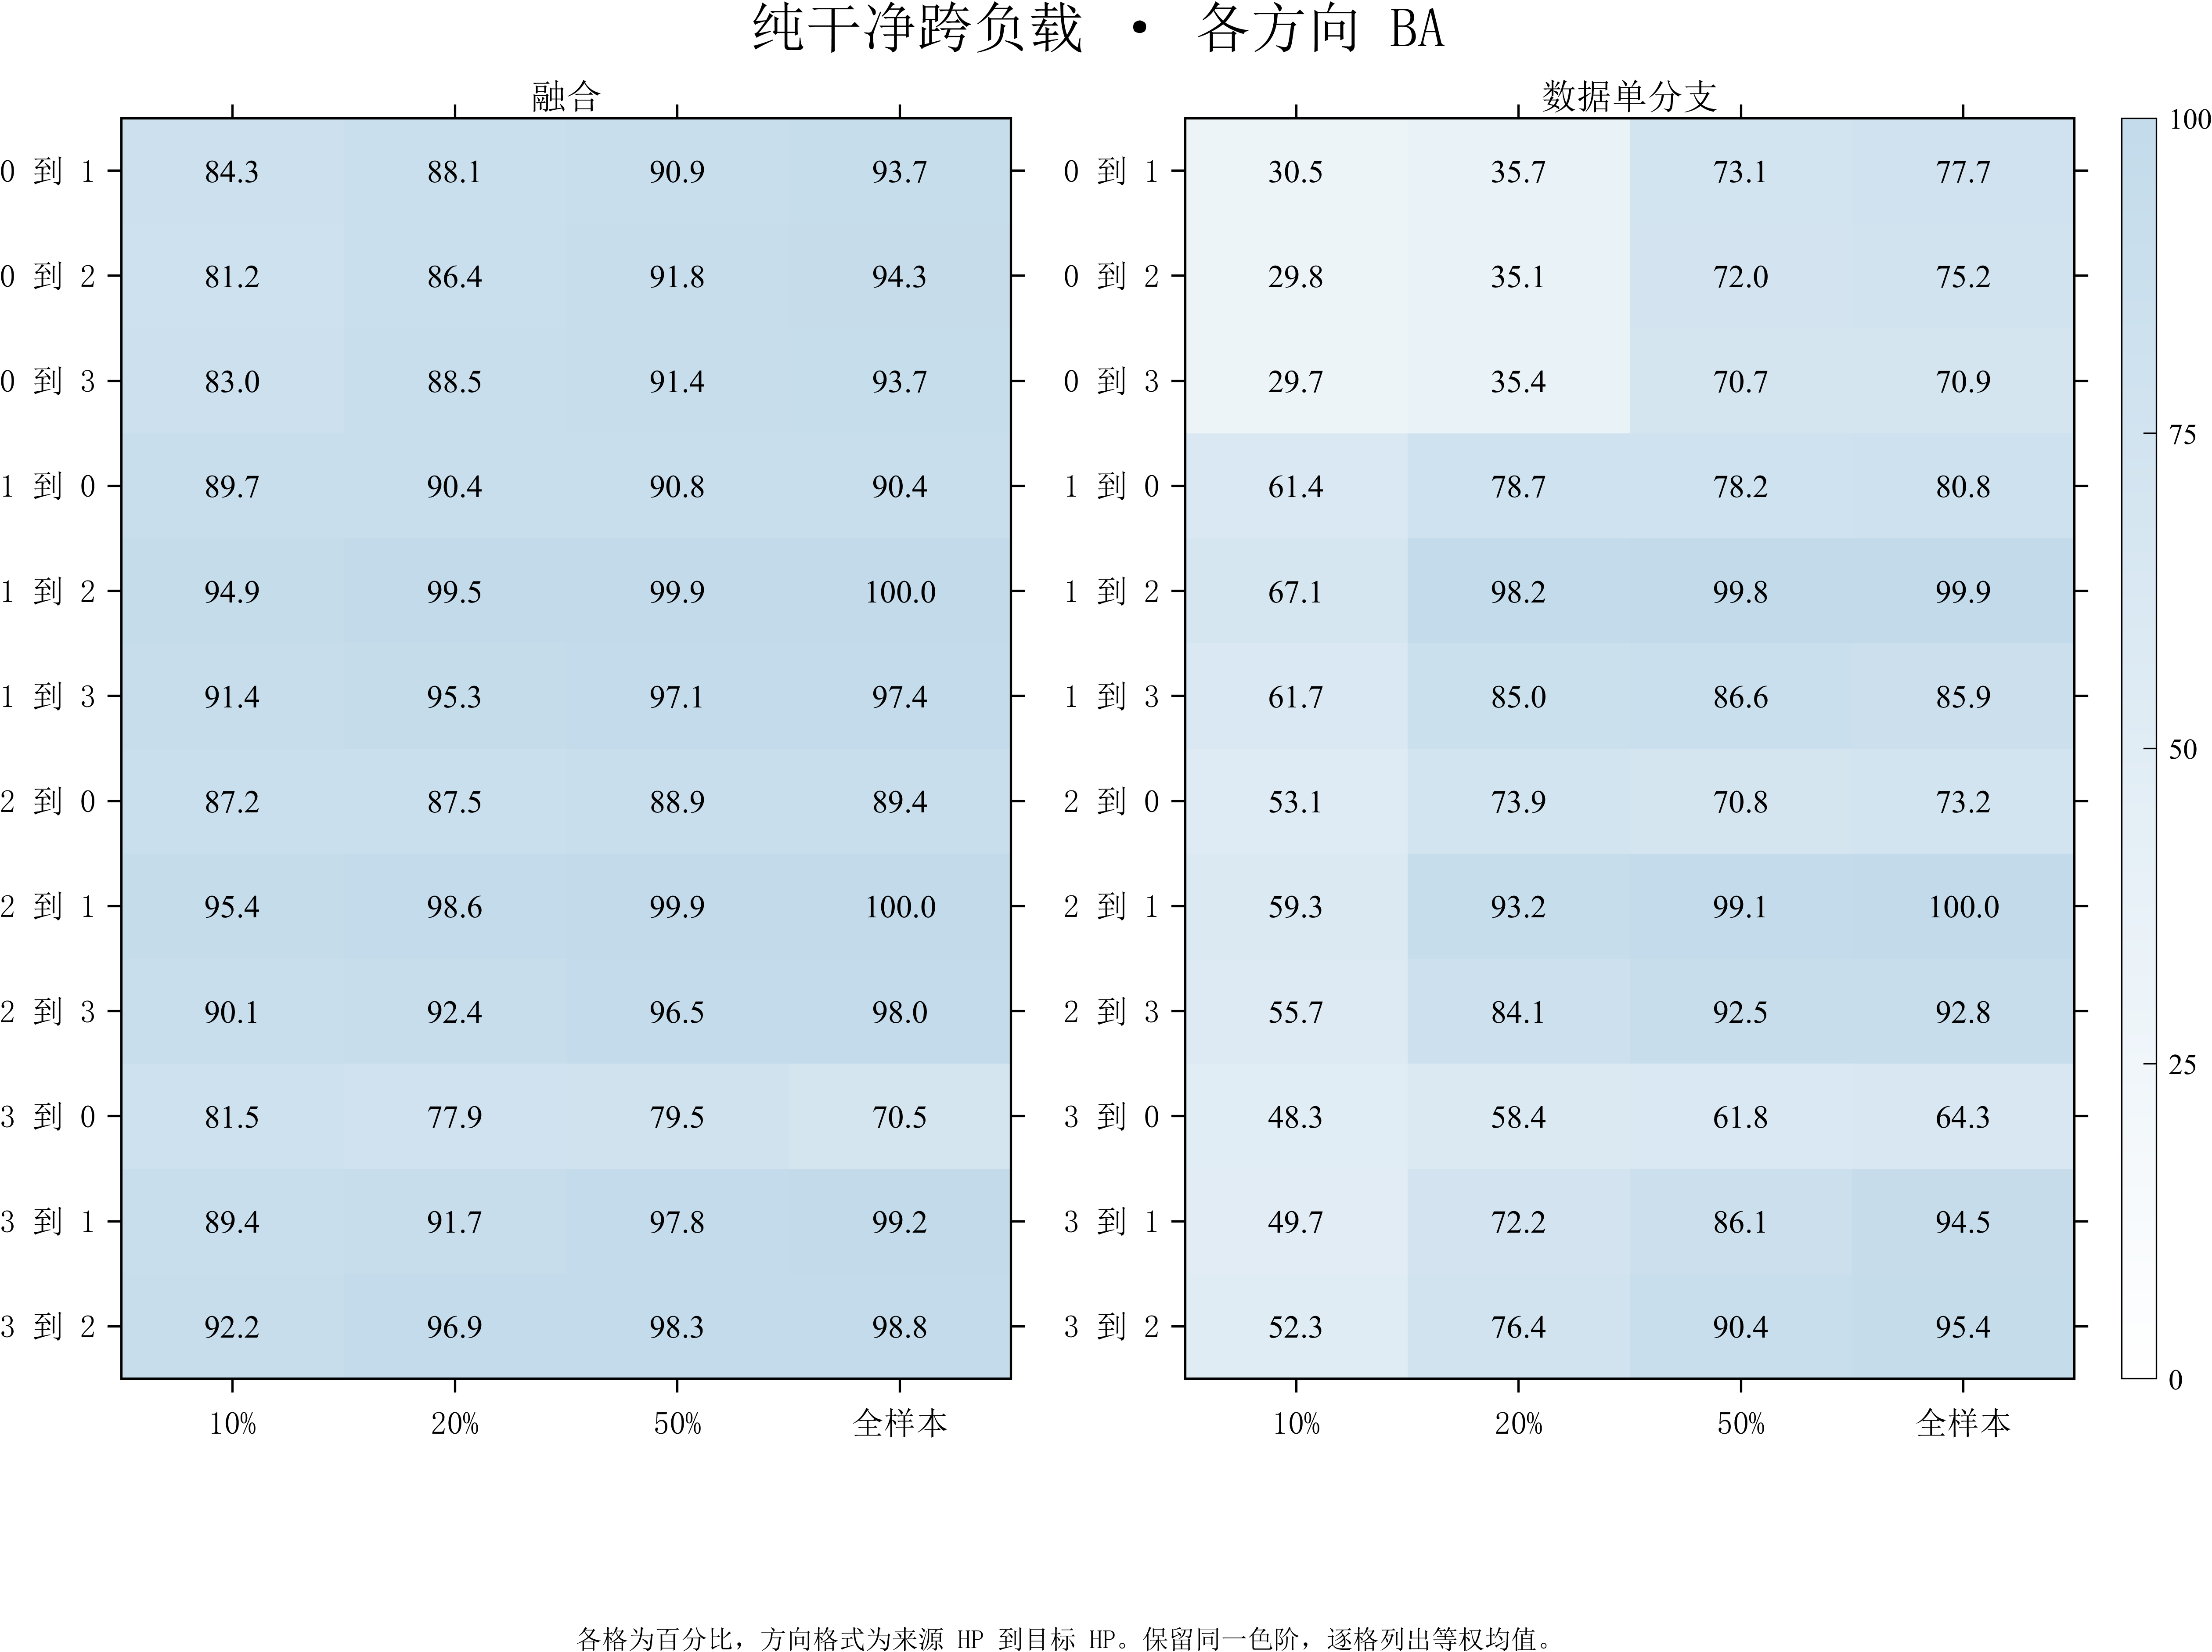 纯干净跨负载 · 各方向 BA
融合 数据单分支
0 到 1 84.3 88.1 90.9 93.7 0 到 1 30.5 35.7 73.1 77.7 100
0 到 2 81.2 86.4 91.8 94.3 0 到 2 29.8 35.1 72.0 75.2
0 到 3 83.0 88.5 91.4 93.7 0 到 3 29.7 35.4 70.7 70.9
75
1 到 0 89.7 90.4 90.8 90.4 1 到 0 61.4 78.7 78.2 80.8
1 到 2 94.9 99.5 99.9 100.0 1 到 2 67.1 98.2 99.8 99.9
1 到 3 91.4 95.3 97.1 97.4 1 到 3 61.7 85.0 86.6 85.9
50
2 到 0 87.2 87.5 88.9 89.4 2 到 0 53.1 73.9 70.8 73.2
2 到 1 95.4 98.6 99.9 100.0 2 到 1 59.3 93.2 99.1 100.0
2 到 3 90.1 92.4 96.5 98.0 2 到 3 55.7 84.1 92.5 92.8
25
3 到 0 81.5 77.9 79.5 70.5 3 到 0 48.3 58.4 61.8 64.3
3 到 1 89.4 91.7 97.8 99.2 3 到 1 49.7 72.2 86.1 94.5
3 到 2 92.2 96.9 98.3 98.8 3 到 2 52.3 76.4 90.4 95.4
0
10% 20% 50% 全样本 10% 20% 50% 全样本
各格为百分比，方向格式为来源 HP 到目标 HP。保留同一色阶，逐格列出等权均值。